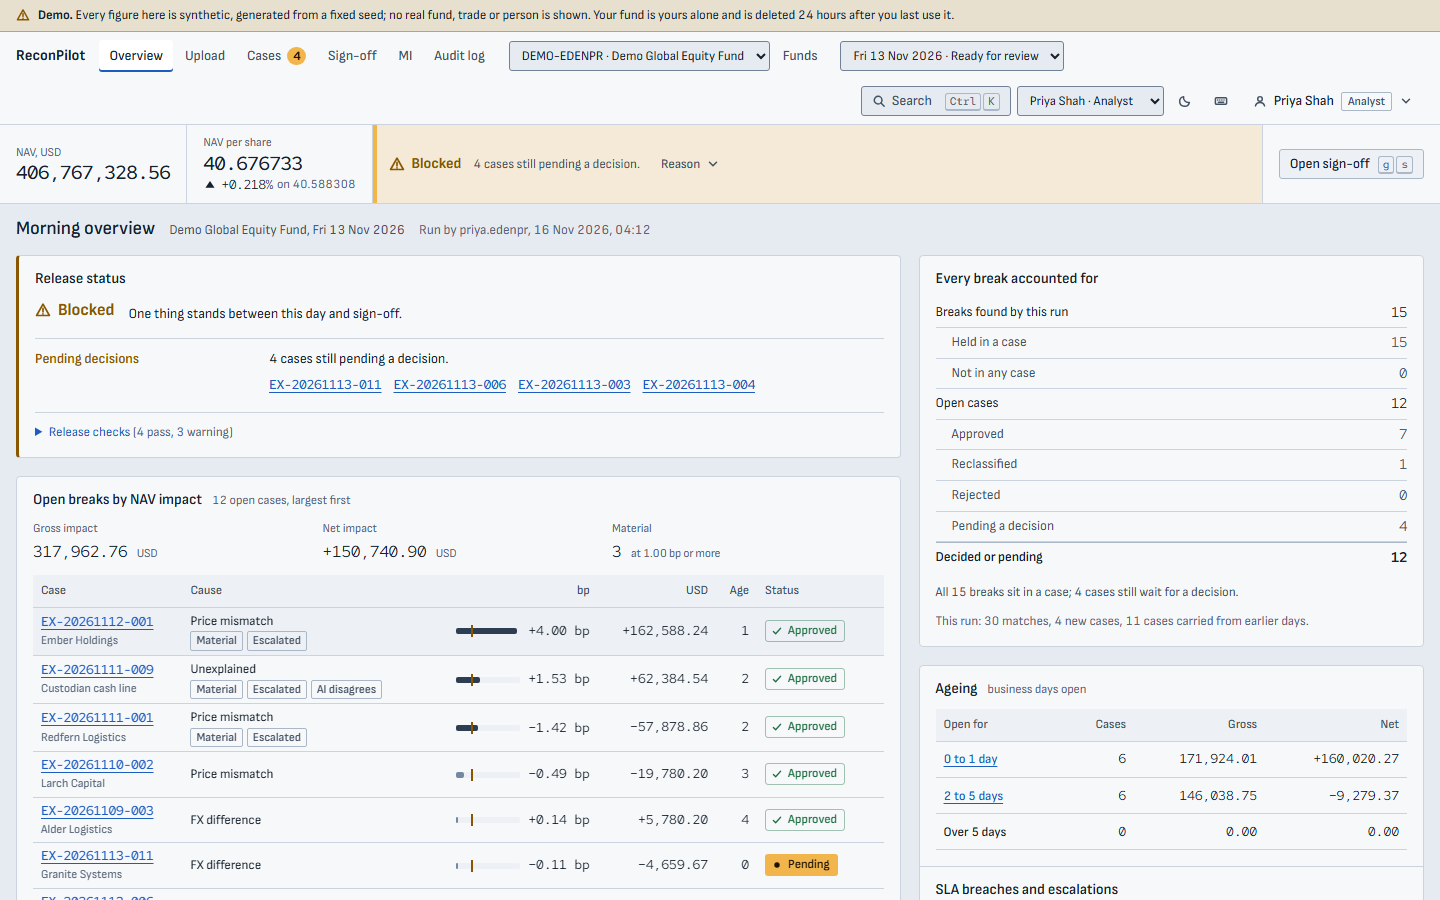 Demo. Every figure here is synthetic, generated from a fixed seed; no real fund, trade or person is shown. Your fund is yours alone and is deleted 24 hours after you last use it.
ReconPilot Overview Upload Cases 4 Sign-off MI Audit log DEMO-EDENPR · Demo Global Equity Fund Funds Fri 13 Nov 2026 · Ready for review
Search Ctrl K Priya Shah · Analyst Priya Shah Analyst
NAV, USD
406,767,328.56
NAV per share
40.676733
▲ +0.218% on 40.588308
Blocked 4 cases still pending a decision. Reason
Open sign-off g s
Morning overview Demo Global Equity Fund, Fri 13 Nov 2026 Run by priya.edenpr, 16 Nov 2026, 04:12
Release status
Blocked One thing stands between this day and sign-off.
Pending decisions 4 cases still pending a decision.
EX-20261113-011 EX-20261113-006 EX-20261113-003 EX-20261113-004
Release checks (4 pass, 3 warning)
Open breaks by NAV impact 12 open cases, largest first
Gross impact Net impact Material
317,962.76 USD +150,740.90 USD 3 at 1.00 bp or more
Case Cause bp USD Age Status
EX-20261112-001 Price mismatch +4.00 bp +162,588.24 1 Approved
Ember Holdings Material Escalated
EX-20261111-009 Unexplained +1.53 bp +62,384.54 2 Approved
Custodian cash line Material Escalated AI disagrees
EX-20261111-001 Price mismatch −1.42 bp −57,878.86 2 Approved
Redfern Logistics Material Escalated
EX-20261110-002 Price mismatch −0.49 bp −19,780.20 3 Approved
Larch Capital
EX-20261109-003 FX difference +0.14 bp +5,780.20 4 Approved
Alder Logistics
EX-20261113-011 FX difference −0.11 bp −4,659.67 0 Pending
Granite Systems
Every break accounted for
Breaks found by this run 15
Held in a case 15
Not in any case 0
Open cases 12
Approved 7
Reclassified 1
Rejected 0
Pending a decision 4
Decided or pending 12
All 15 breaks sit in a case; 4 cases still wait for a decision.
This run: 30 matches, 4 new cases, 11 cases carried from earlier days.
Ageing business days open
Open for Cases Gross Net
0 to 1 day 6 171,924.01 +160,020.27
2 to 5 days 6 146,038.75 −9,279.37
Over 5 days 0 0.00 0.00
SLA breaches and escalations